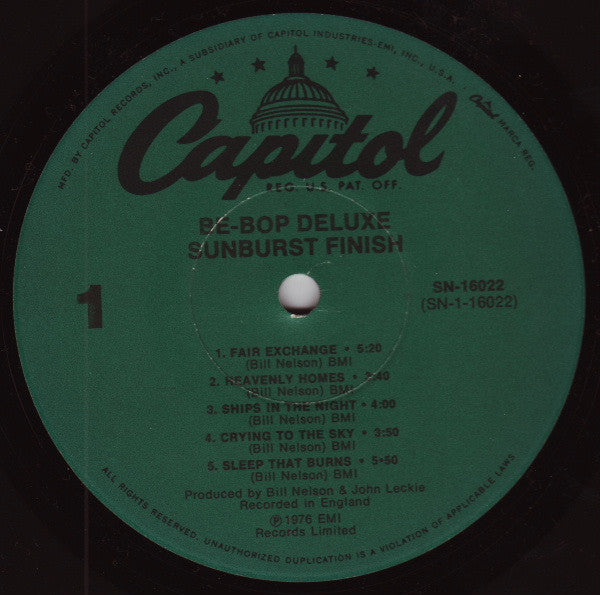 MFD. BY CAPITOL RECORDS, INC., A SUBSIDIARY OF CAPITOL INDUSTRIES-EMI, INC., U.S.A.
Capitol MARCA REG.
Capitol
REG. U.S. PAT. OFF.
BE-BOP DELUXE
SUNBURST FINISH
1
SN-16022
(SN-1-16022)
1. FAIR EXCHANGE • 5:20
(Bill Nelson) BMI
2. HEAVENLY HOMES • 3:40
(Bill Nelson) BMI
3. SHIPS IN THE NIGHT • 4:00
(Bill Nelson) BMI
4. CRYING TO THE SKY • 3:50
(Bill Nelson) BMI
5. SLEEP THAT BURNS • 5:50
(Bill Nelson) BMI
Produced by Bill Nelson & John Leckie
Recorded in England
℗ 1976 EMI
Records Limited
ALL RIGHTS RESERVED. UNAUTHORIZED DUPLICATION IS A VIOLATION OF APPLICABLE LAWS